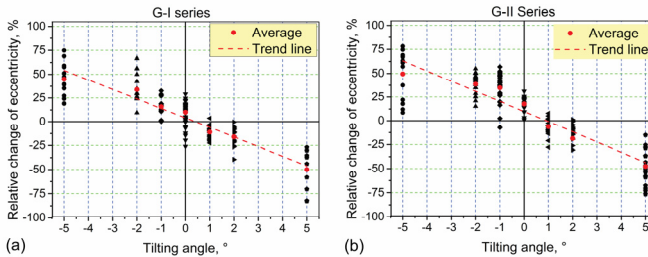 G-I series
Relative change of eccentricity, %
100
75
50
25
0
-25
-50
-75
-100
Average
Trend line
-5 -4 -3 -2 -1 0 1 2 3 4 5
(a)
Tilting angle, °
G-II Series
Relative change of eccentricity, %
100
75
50
25
0
-25
-50
-75
-100
Average
Trend line
-5 -4 -3 -2 -1 0 1 2 3 4 5
(b)
Tilting angle, °